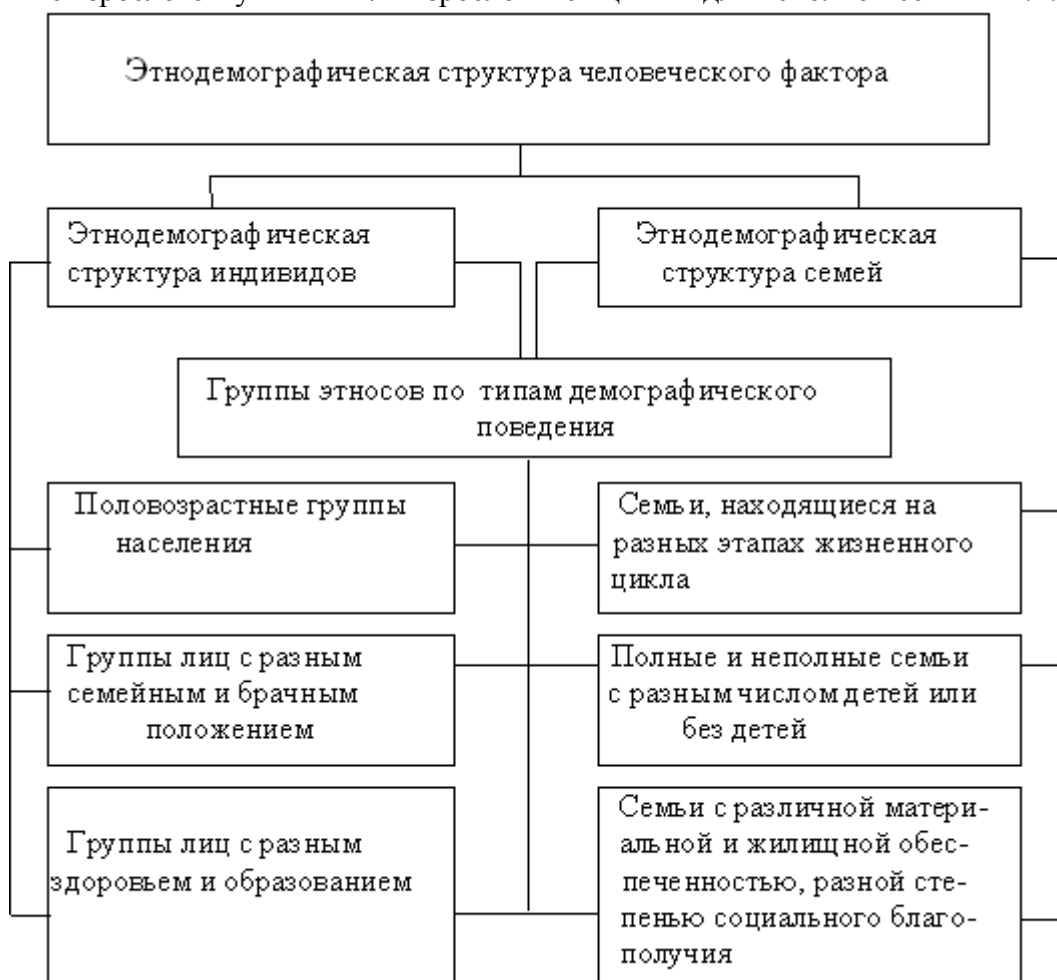 Этнодемографическая структура человеческого фактора
Этнодемографическая
структура индивидов
Этнодемографическая
структура семей
Группы этносов по типам демографического
поведения
Половозрастные группы
населения
Семьи, находящиеся на
разных этапах жизненного
цикла
Группы лиц с разным
семейным и брачным
положением
Полные и неполные семьи
с разным числом детей или
без детей
Группы лиц с разным
здоровьем и образованием
Семьи с различной матери-
альной и жилищной обес-
печенностью, разной сте-
пенью социального благо-
получия